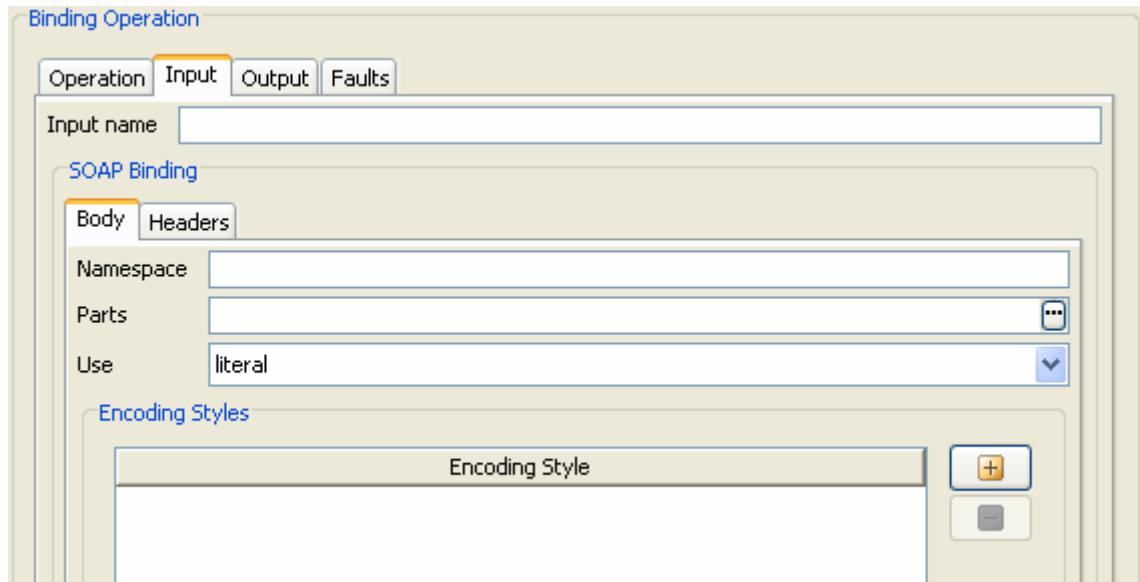 Binding Operation
Operation Input Output Faults
Input name
SOAP Binding
Body Headers
Namespace
Parts
Use literal
Encoding Styles
Encoding Style